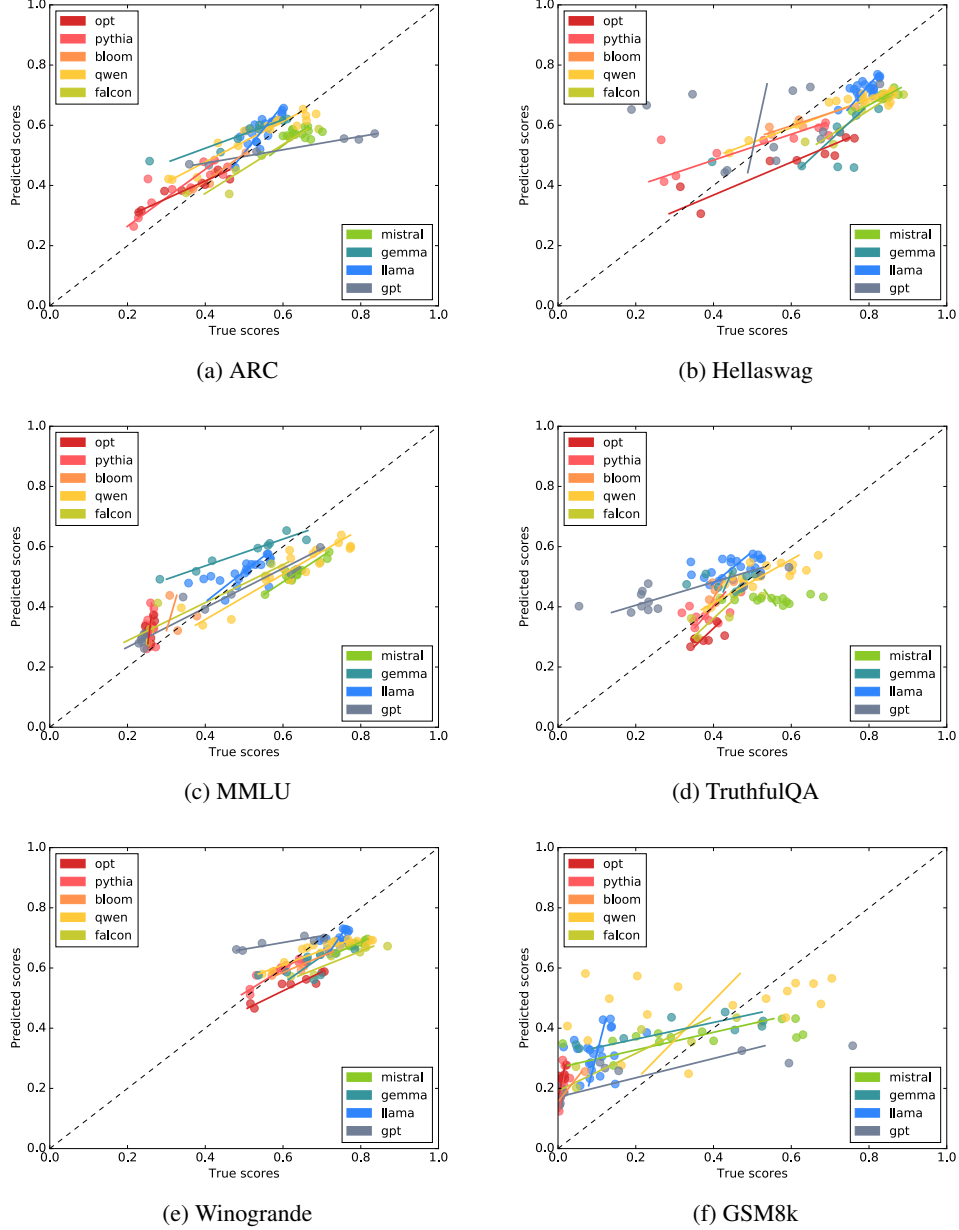 1.0
0.8
0.6
0.4
0.2
0.0
Predicted scores
0.0 0.2 0.4 0.6 0.8 1.0
True scores
opt
pythia
bloom
qwen
falcon
mistral
gemma
llama
gpt
(a) ARC
1.0
0.8
0.6
0.4
0.2
0.0
Predicted scores
0.0 0.2 0.4 0.6 0.8 1.0
True scores
opt
pythia
bloom
qwen
falcon
mistral
gemma
llama
gpt
(b) Hellaswag
1.0
0.8
0.6
0.4
0.2
0.0
Predicted scores
0.0 0.2 0.4 0.6 0.8 1.0
True scores
opt
pythia
bloom
qwen
falcon
mistral
gemma
llama
gpt
(c) MMLU
1.0
0.8
0.6
0.4
0.2
0.0
Predicted scores
0.0 0.2 0.4 0.6 0.8 1.0
True scores
opt
pythia
bloom
qwen
falcon
mistral
gemma
llama
gpt
(d) TruthfulQA
1.0
0.8
0.6
0.4
0.2
0.0
Predicted scores
0.0 0.2 0.4 0.6 0.8 1.0
True scores
opt
pythia
bloom
qwen
falcon
mistral
gemma
llama
gpt
(e) Winogrande
1.0
0.8
0.6
0.4
0.2
0.0
Predicted scores
0.0 0.2 0.4 0.6 0.8 1.0
True scores
opt
pythia
bloom
qwen
falcon
mistral
gemma
llama
gpt
(f) GSM8k